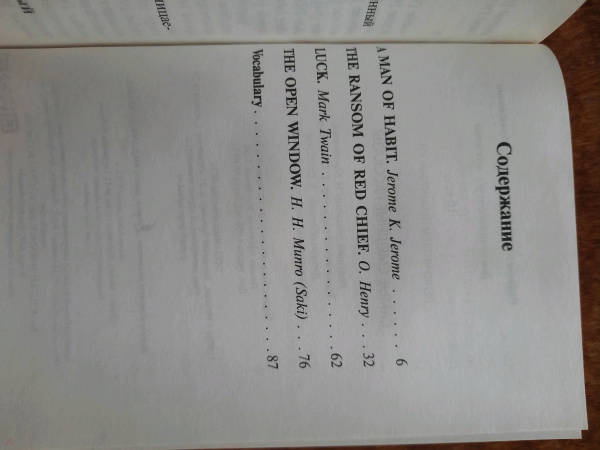 Содержание
A MAN OF HABIT. Jerome K. Jerome . . . . . . . 6
THE RANSOM OF RED CHIEF. O. Henry . . . 32
LUCK. Mark Twain . . . . . . . . . . . . . . . . . 62
THE OPEN WINDOW. H. H. Munro (Saki) . . . 76
Vocabulary . . . . . . . . . . . . . . . . . . . . . . 87